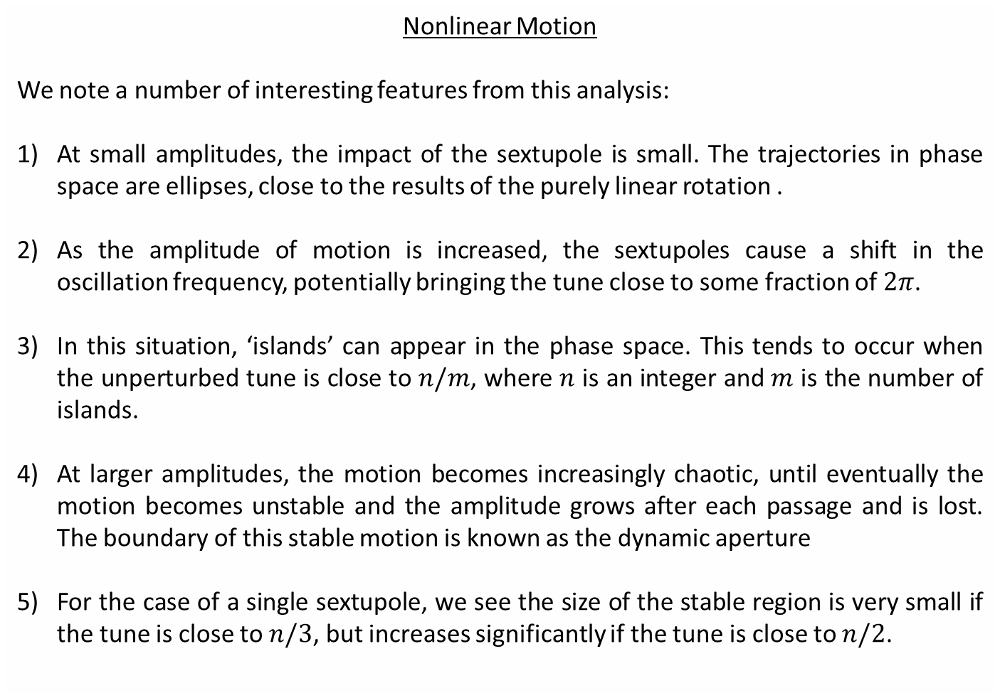 Nonlinear Motion
We note a number of interesting features from this analysis:
1) At small amplitudes, the impact of the sextupole is small. The trajectories in phase
space are ellipses, close to the results of the purely linear rotation .
2) As the amplitude of motion is increased, the sextupoles cause a shift in the
oscillation frequency, potentially bringing the tune close to some fraction of 2π.
3) In this situation, ‘islands’ can appear in the phase space. This tends to occur when
the unperturbed tune is close to n/m, where n is an integer and m is the number of
islands.
4) At larger amplitudes, the motion becomes increasingly chaotic, until eventually the
motion becomes unstable and the amplitude grows after each passage and is lost.
The boundary of this stable motion is known as the dynamic aperture
5) For the case of a single sextupole, we see the size of the stable region is very small if
the tune is close to n/3, but increases significantly if the tune is close to n/2.